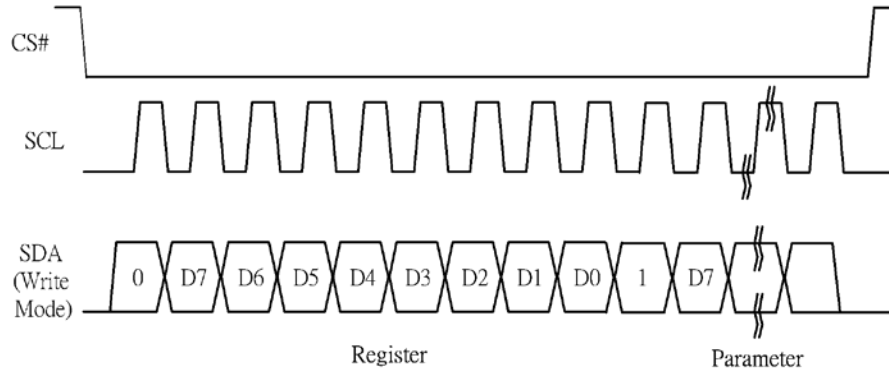 CS#
SCL
SDA
(Write
Mode)
0 D7 D6 D5 D4 D3 D2 D1 D0 1 D7
Register Parameter